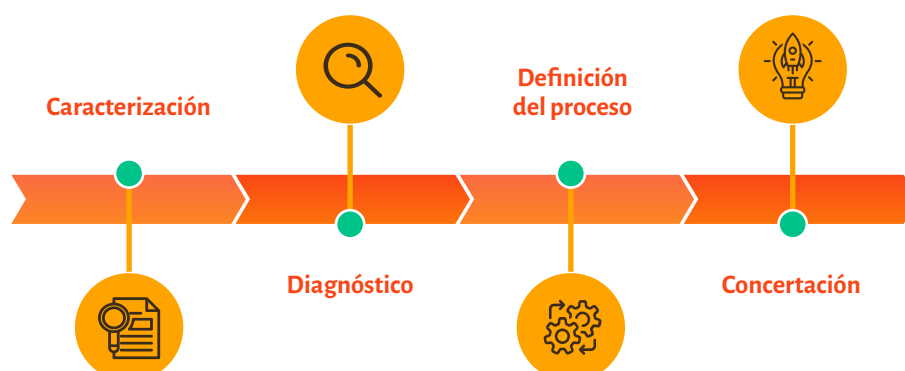 Caracterización
Diagnóstico
Definición
del proceso
Concertación